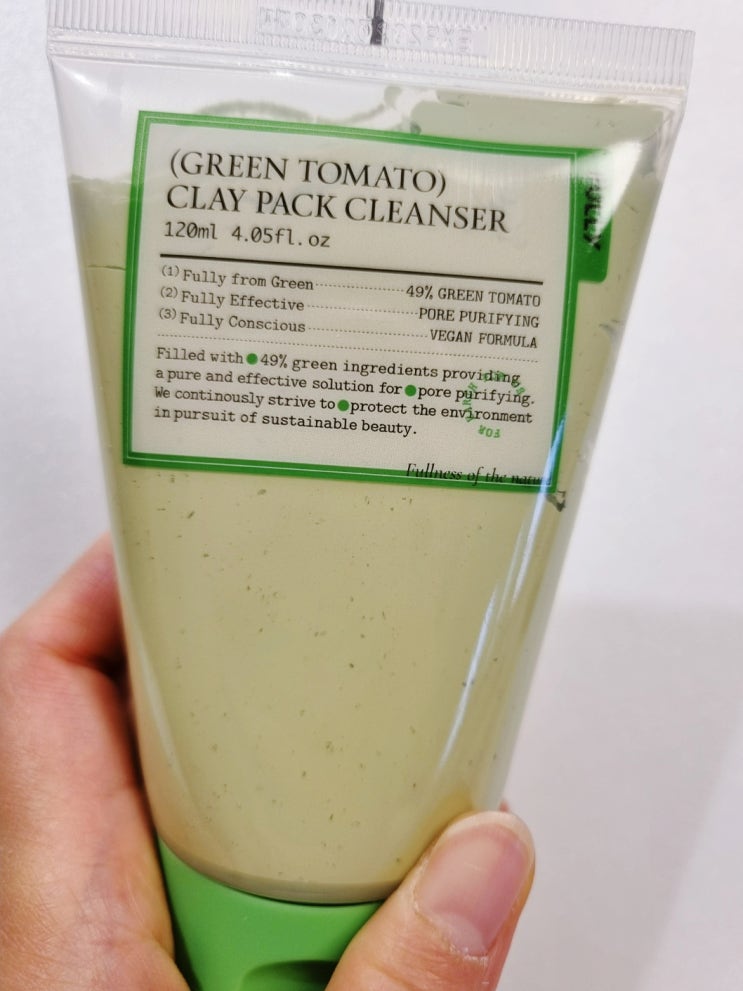 (GREEN TOMATO)
CLAY PACK CLEANSER
120ml 4.05fl.oz
FULLY
(1) Fully from Green 49% GREEN TOMATO
(2) Fully Effective PORE PURIFYING
(3) Fully Conscious VEGAN FORMULA
Filled with 49% green ingredients providing
a pure and effective solution for pore purifying.
We continously strive to protect the environment
in pursuit of sustainable beauty.
FOR
Fullness of the